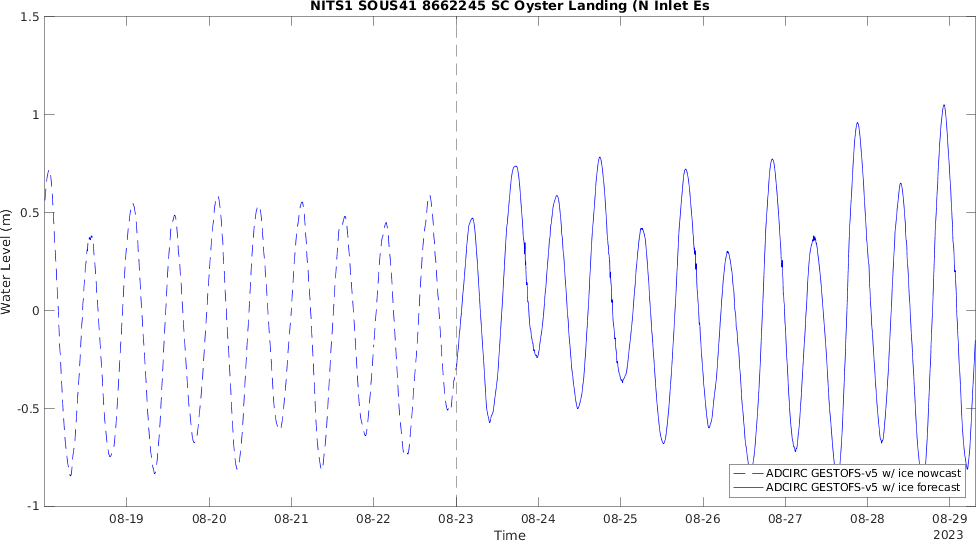 NITS1 SOUS41 8662245 SC Oyster Landing (N Inlet Es
1.5
1
0.5
0
-0.5
-1
Water Level (m)
08-19 08-20 08-21 08-22 08-23 08-24 08-25 08-26 08-27 08-28 08-29
2023
Time
ADCIRC GESTOFS-v5 w/ ice nowcast
ADCIRC GESTOFS-v5 w/ ice forecast